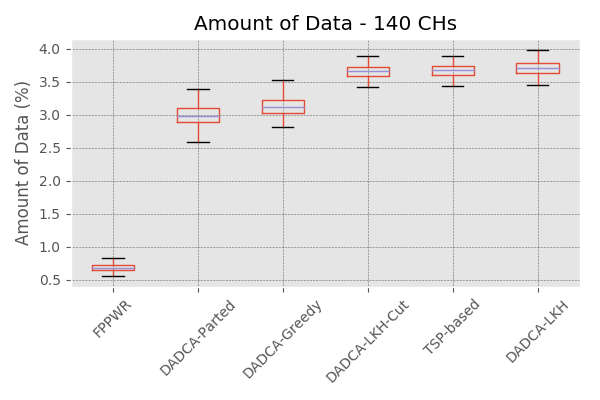 Amount of Data - 140 CHs
Amount of Data (%)
4.0
3.5
3.0
2.5
2.0
1.5
1.0
0.5
FPPWR
DADCA-Parted
DADCA-Greedy
DADCA-LKH-Cut
TSP-based
DADCA-LKH